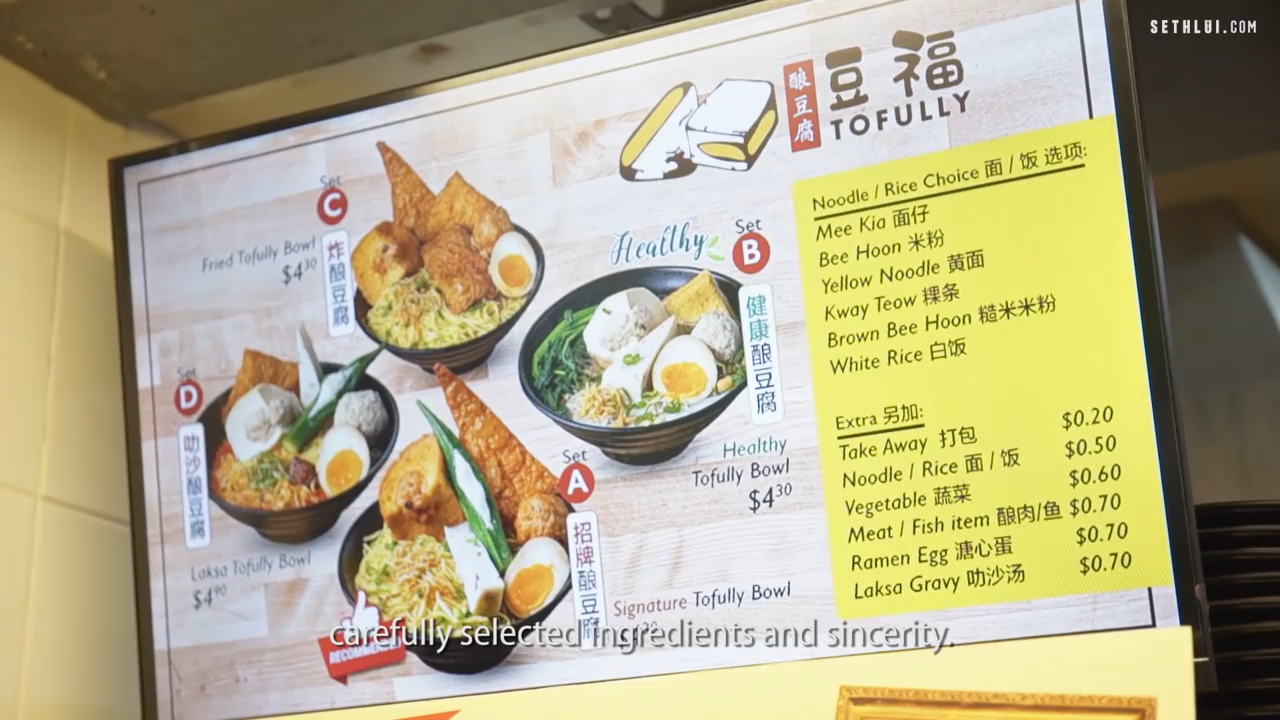 SETHLUI.COM
酿豆腐
豆福
TOFULLY
Set
C
Fried Tofully Bowl
$4³⁰
炸酿豆腐
Healthy
Set
B
健康酿豆腐
Healthy
Tofully Bowl
$4³⁰
Set
D
叻沙酿豆腐
Laksa Tofully Bowl
$4⁹⁰
Set
A
招牌酿豆腐
Signature Tofully Bowl
Noodle / Rice Choice 面 / 饭 选项:
Mee Kia 面仔
Bee Hoon 米粉
Yellow Noodle 黄面
Kway Teow 粿条
Brown Bee Hoon 糙米米粉
White Rice 白饭
Extra 另加:
Take Away 打包 $0.20
Noodle / Rice 面 / 饭 $0.50
Vegetable 蔬菜 $0.60
Meat / Fish item 酿肉/鱼 $0.70
Ramen Egg 溏心蛋 $0.70
Laksa Gravy 叻沙汤 $0.70
carefully selected ingredients and sincerity.